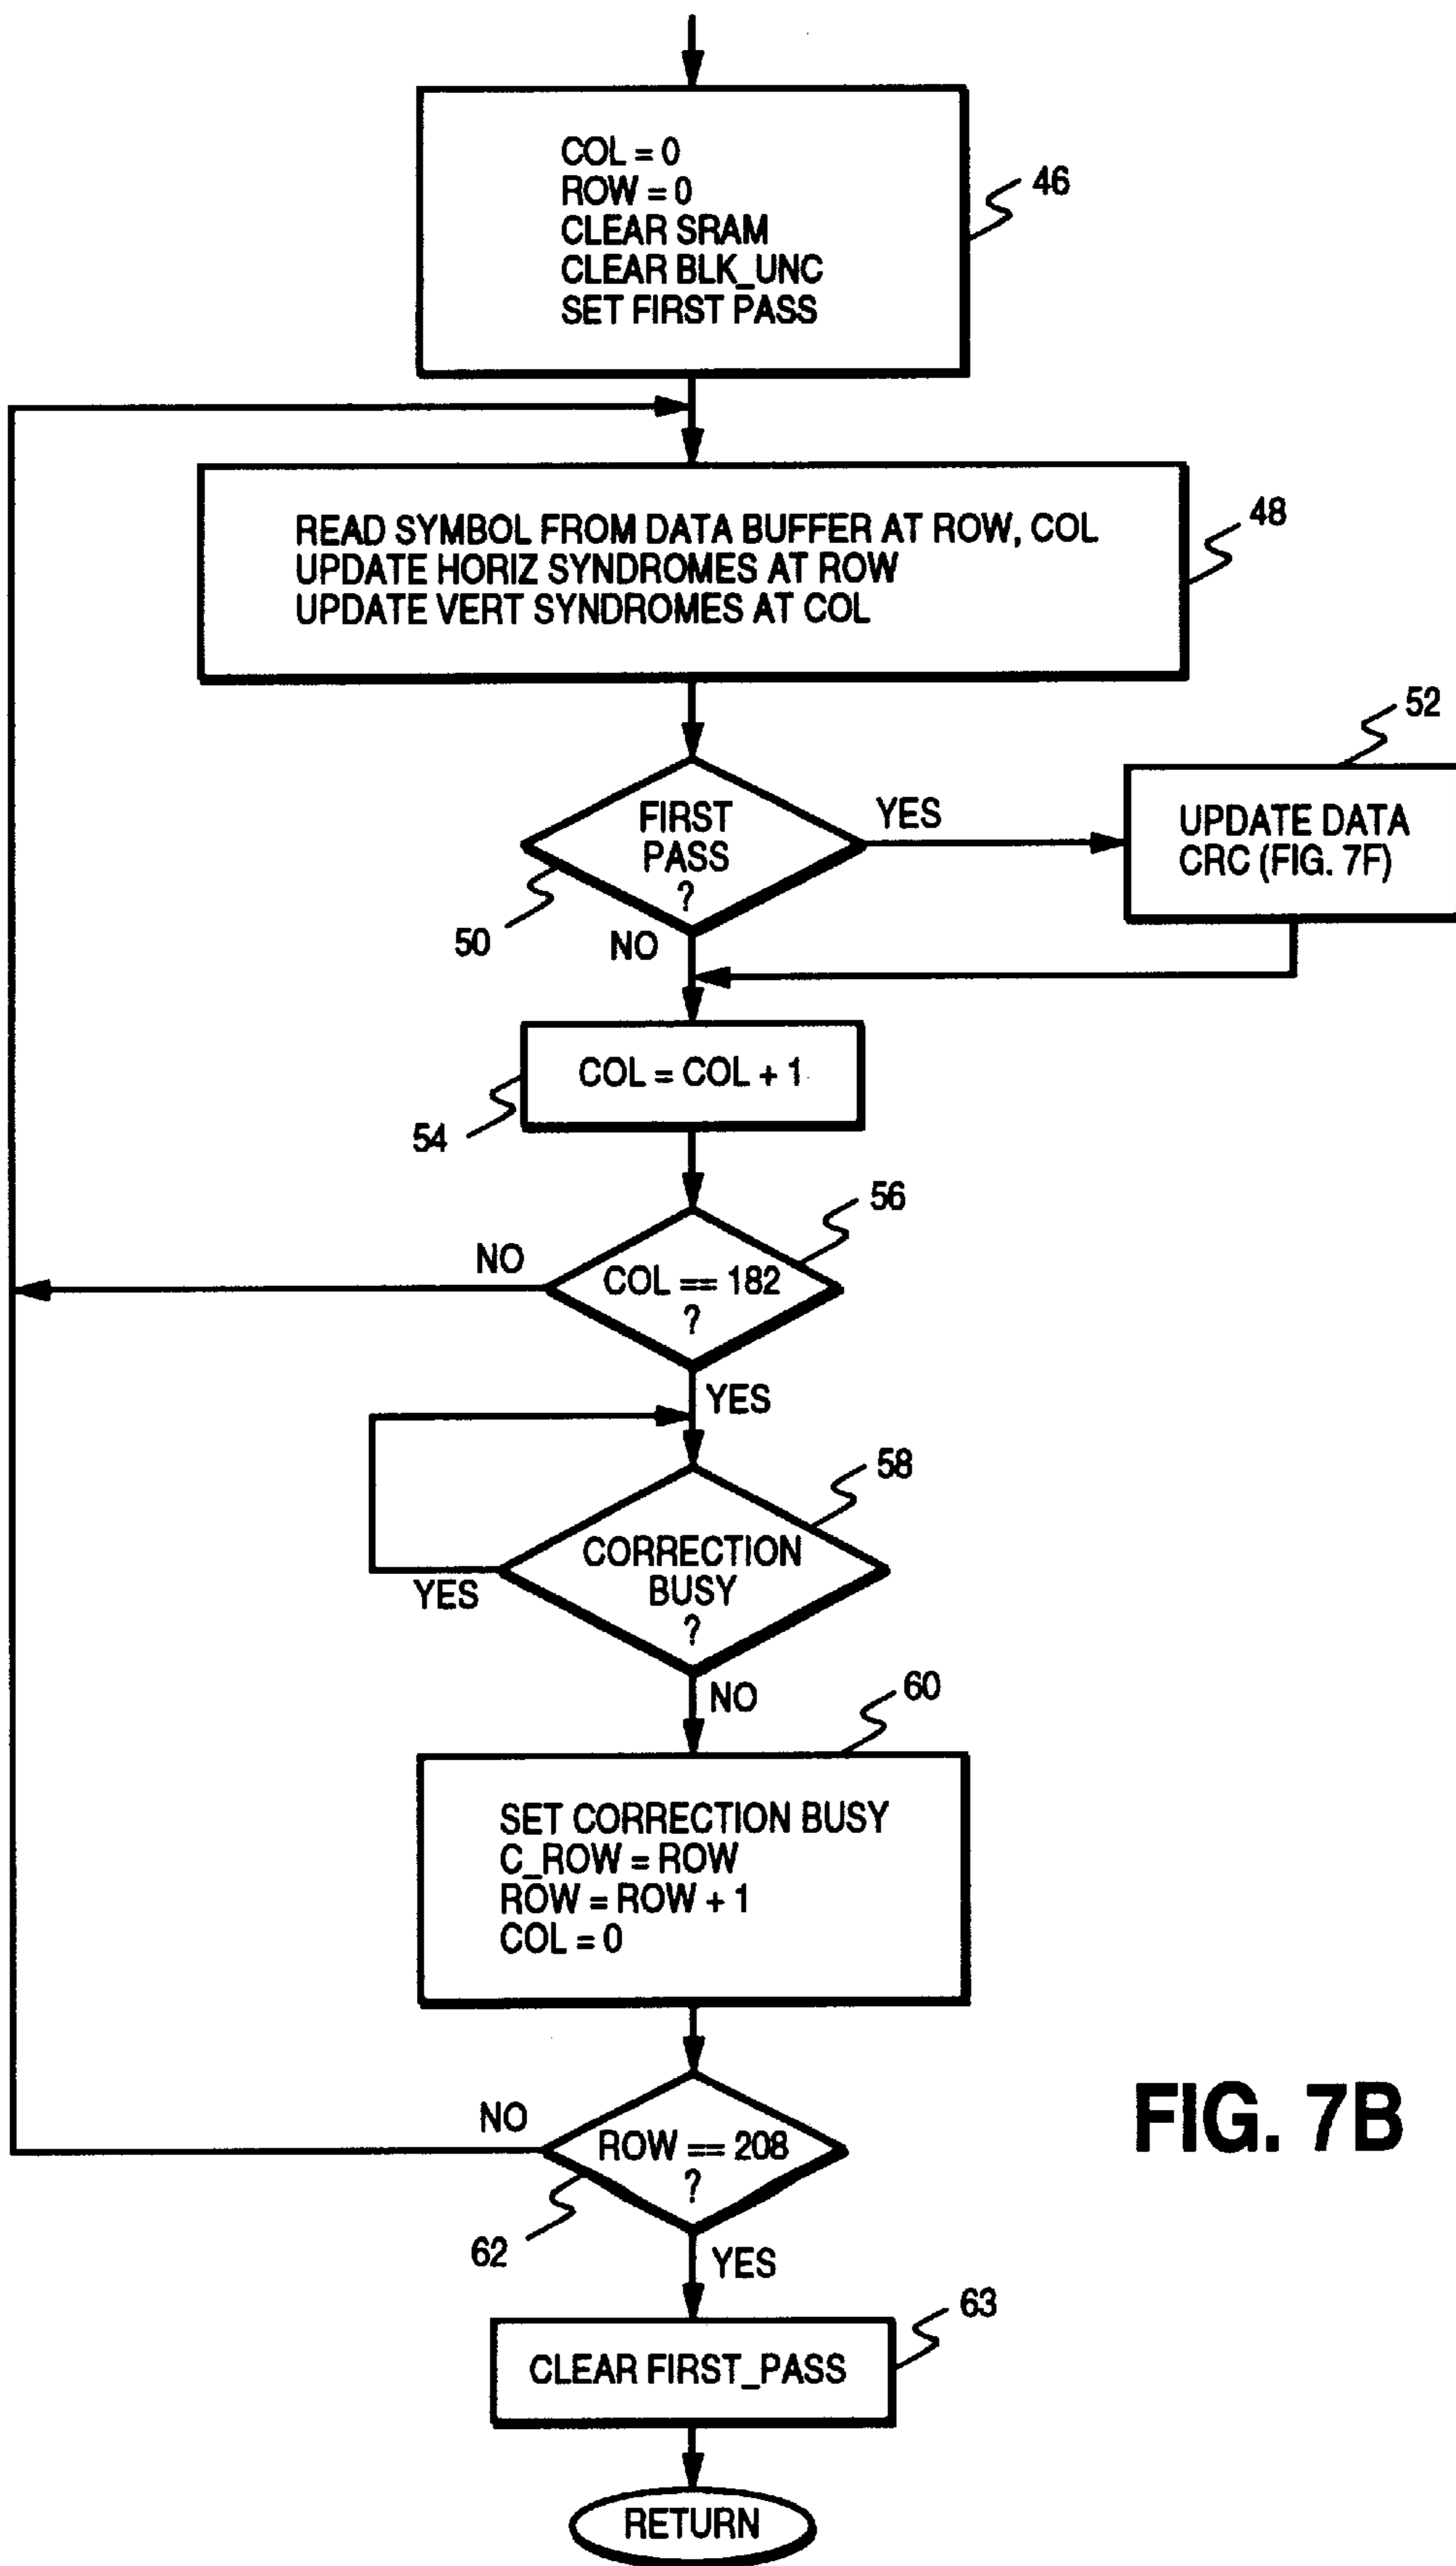 COL = 0
ROW = 0
CLEAR SRAM
CLEAR BLK_UNC
SET FIRST PASS
46
READ SYMBOL FROM DATA BUFFER AT ROW, COL
UPDATE HORIZ SYNDROMES AT ROW
UPDATE VERT SYNDROMES AT COL
48
FIRST
PASS
?
50
YES
NO
52
UPDATE DATA
CRC (FIG. 7F)
COL = COL + 1
54
56
NO
COL == 182
?
YES
58
CORRECTION
BUSY
?
YES
NO
60
SET CORRECTION BUSY
C_ROW = ROW
ROW = ROW + 1
COL = 0
NO
ROW == 208
?
62
YES
63
CLEAR FIRST_PASS
RETURN
FIG. 7B